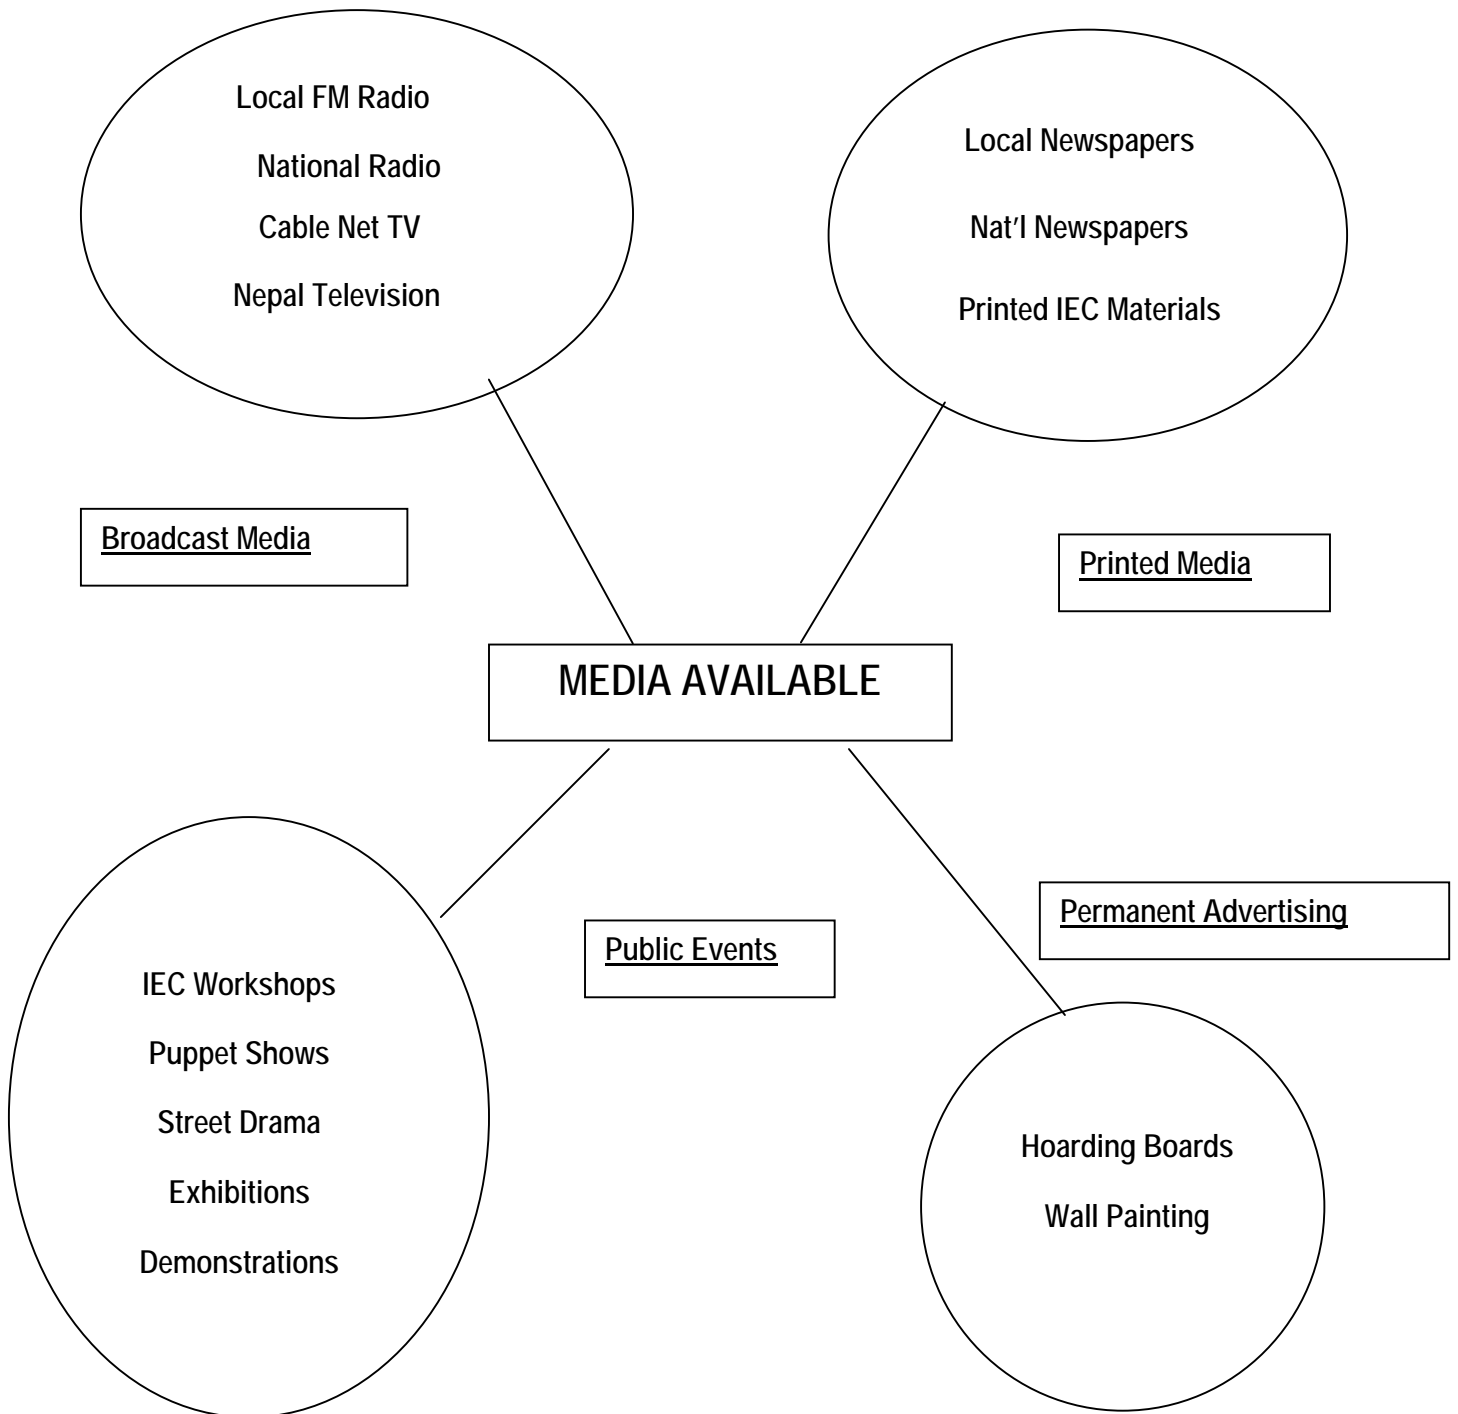 Local FM Radio
National Radio
Cable Net TV
Nepal Television
Local Newspapers
Nat'l Newspapers
Printed IEC Materials
Broadcast Media
Printed Media
MEDIA AVAILABLE
Public Events
Permanent Advertising
IEC Workshops
Puppet Shows
Street Drama
Exhibitions
Demonstrations
Hoarding Boards
Wall Painting